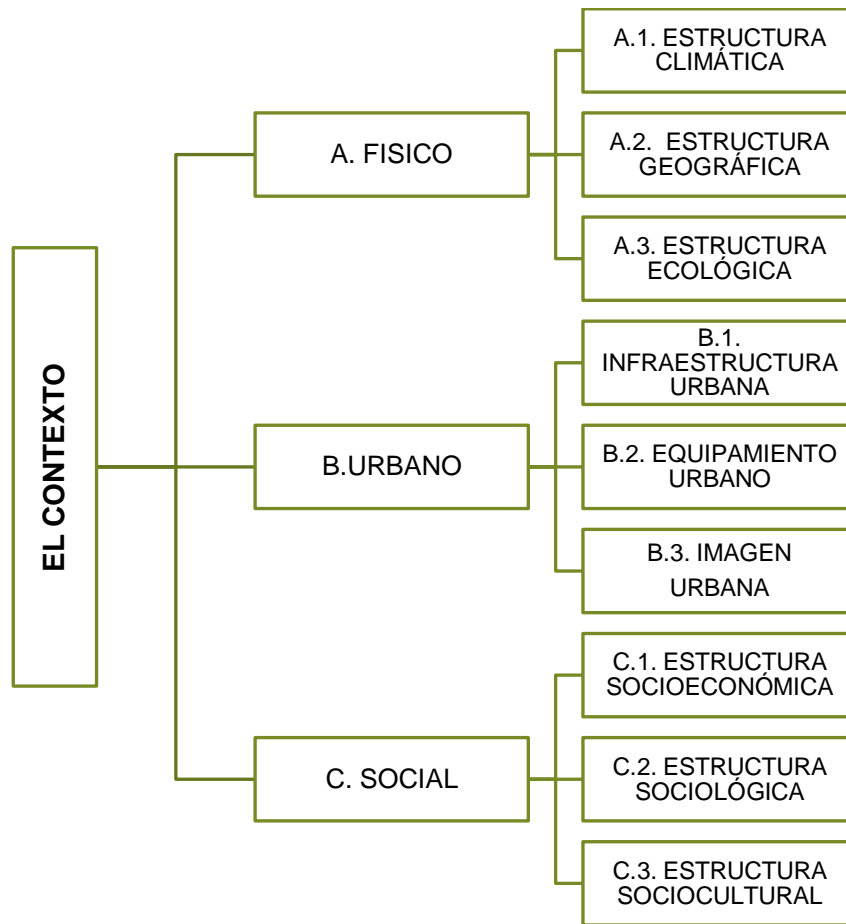 EL CONTEXTO
A. FISICO
A.1. ESTRUCTURA
CLIMÁTICA
A.2. ESTRUCTURA
GEOGRÁFICA
A.3. ESTRUCTURA
ECOLÓGICA
B.URBANO
B.1.
INFRAESTRUCTURA
URBANA
B.2. EQUIPAMIENTO
URBANO
B.3. IMAGEN
URBANA
C. SOCIAL
C.1. ESTRUCTURA
SOCIOECONÓMICA
C.2. ESTRUCTURA
SOCIOLÓGICA
C.3. ESTRUCTURA
SOCIOCULTURAL